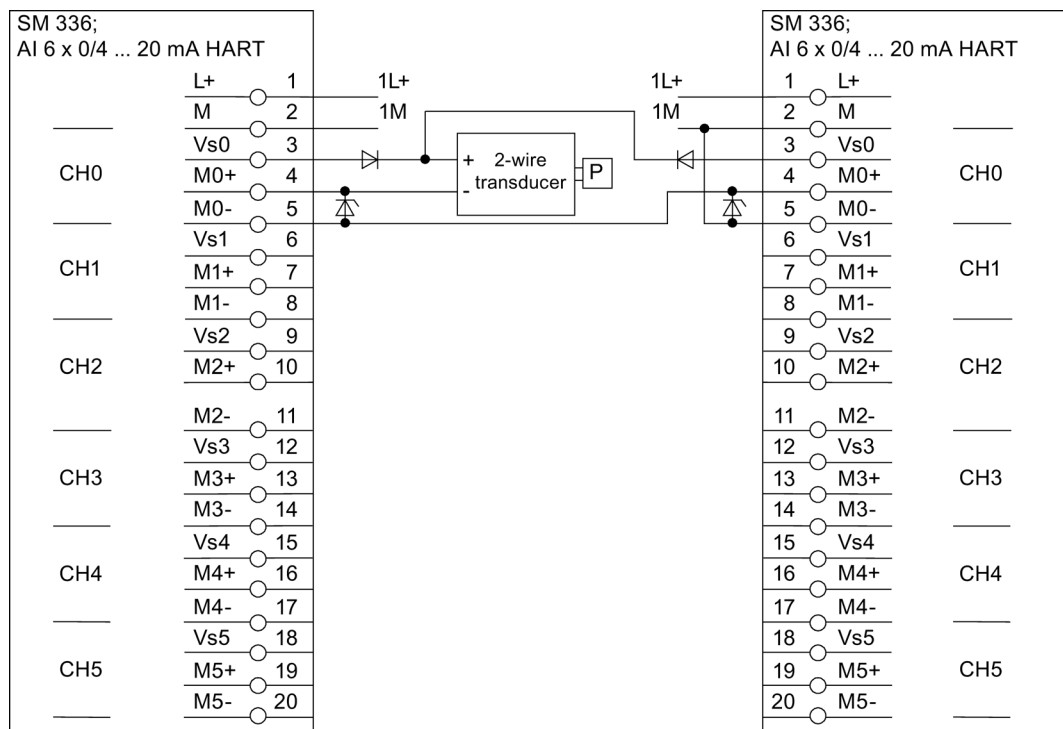 SM 336;
AI 6 x 0/4 ... 20 mA HART
L+ 1 1L+
M 2 1M
Vs0 3
CH0 M0+ 4
M0- 5
Vs1 6
CH1 M1+ 7
M1- 8
Vs2 9
CH2 M2+ 10
M2- 11
Vs3 12
CH3 M3+ 13
M3- 14
Vs4 15
CH4 M4+ 16
M4- 17
Vs5 18
CH5 M5+ 19
M5- 20
+ 2-wire
- transducer P
SM 336;
AI 6 x 0/4 ... 20 mA HART
1L+ 1 L+
1M 2 M
3 Vs0
4 M0+ CH0
5 M0-
6 Vs1
7 M1+ CH1
8 M1-
9 Vs2
10 M2+ CH2
11 M2-
12 Vs3
13 M3+ CH3
14 M3-
15 Vs4
16 M4+ CH4
17 M4-
18 Vs5
19 M5+ CH5
20 M5-